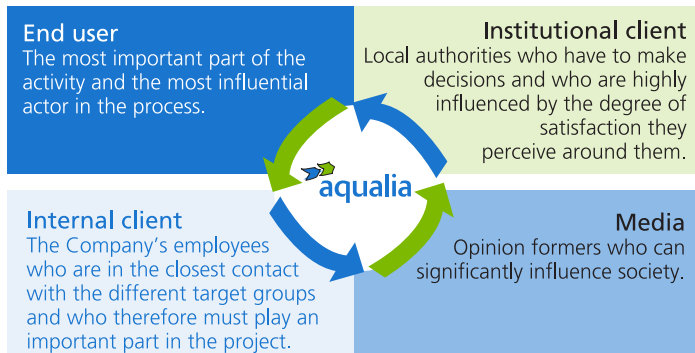 End user
The most important part of the
activity and the most influential
actor in the process.
Institutional client
Local authorities who have to make
decisions and who are highly
influenced by the degree of
satisfaction they
perceive around them.
aqualia
Internal client
The Company's employees
who are in the closest contact
with the different target groups
and who therefore must play an
important part in the project.
Media
Opinion formers who can
significantly influence society.